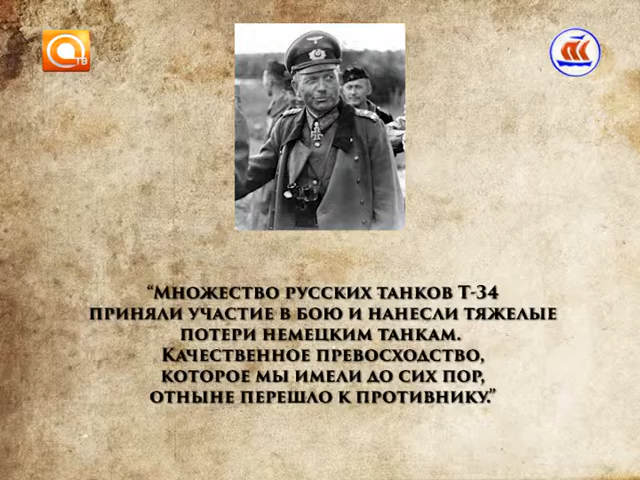 ТВ
“Множество русских танков Т-34
приняли участие в бою и нанесли тяжелые
потери немецким танкам.
Качественное превосходство,
которое мы имели до сих пор,
отныне перешло к противнику.”